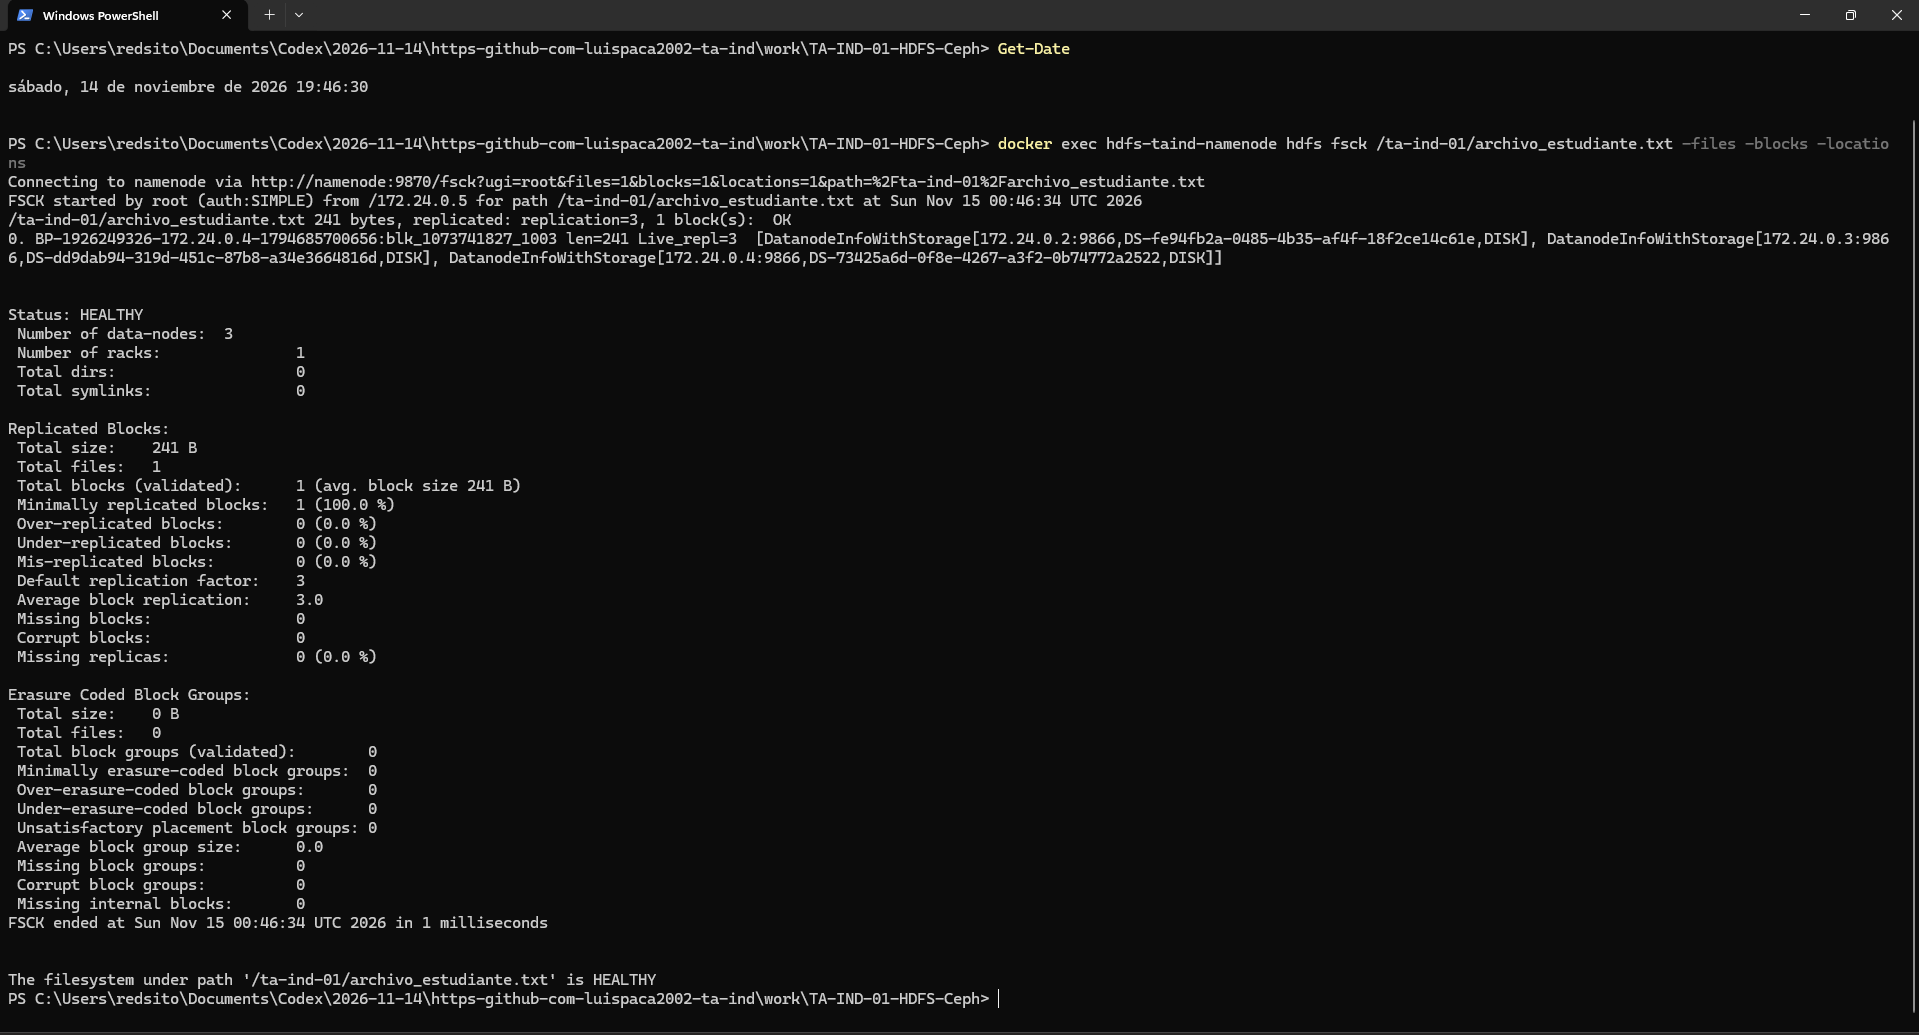 Windows PowerShell
PS C:\Users\redsito\Documents\Codex\2026-11-14\https-github-com-luispaca2002-ta-ind\work\TA-IND-01-HDFS-Ceph> Get-Date
sábado, 14 de noviembre de 2026 19:46:30
PS C:\Users\redsito\Documents\Codex\2026-11-14\https-github-com-luispaca2002-ta-ind\work\TA-IND-01-HDFS-Ceph> docker exec hdfs-taind-namenode hdfs fsck /ta-ind-01/archivo_estudiante.txt -files -blocks -locatio
ns
Connecting to namenode via http://namenode:9870/fsck?ugi=root&files=1&blocks=1&locations=1&path=%2Fta-ind-01%2Farchivo_estudiante.txt
FSCK started by root (auth:SIMPLE) from /172.24.0.5 for path /ta-ind-01/archivo_estudiante.txt at Sun Nov 15 00:46:34 UTC 2026
/ta-ind-01/archivo_estudiante.txt 241 bytes, replicated: replication=3, 1 block(s):  OK
0. BP-1926249326-172.24.0.4-1794685700656:blk_1073741827_1003 len=241 Live_repl=3  [DatanodeInfoWithStorage[172.24.0.2:9866,DS-fe94fb2a-0485-4b35-af4f-18f2ce14c61e,DISK], DatanodeInfoWithStorage[172.24.0.3:986
6,DS-dd9dab94-319d-451c-87b8-a34e3664816d,DISK], DatanodeInfoWithStorage[172.24.0.4:9866,DS-73425a6d-0f8e-4267-a3f2-0b74772a2522,DISK]]
Status: HEALTHY
Number of data-nodes:  3
Number of racks:               1
Total dirs:                    0
Total symlinks:                0
Replicated Blocks:
Total size:    241 B
Total files:   1
Total blocks (validated):      1 (avg. block size 241 B)
Minimally replicated blocks:   1 (100.0 %)
Over-replicated blocks:        0 (0.0 %)
Under-replicated blocks:       0 (0.0 %)
Mis-replicated blocks:         0 (0.0 %)
Default replication factor:    3
Average block replication:     3.0
Missing blocks:                0
Corrupt blocks:                0
Missing replicas:              0 (0.0 %)
Erasure Coded Block Groups:
Total size:    0 B
Total files:   0
Total block groups (validated):        0
Minimally erasure-coded block groups:  0
Over-erasure-coded block groups:       0
Under-erasure-coded block groups:      0
Unsatisfactory placement block groups: 0
Average block group size:      0.0
Missing block groups:          0
Corrupt block groups:          0
Missing internal blocks:       0
FSCK ended at Sun Nov 15 00:46:34 UTC 2026 in 1 milliseconds
The filesystem under path '/ta-ind-01/archivo_estudiante.txt' is HEALTHY
PS C:\Users\redsito\Documents\Codex\2026-11-14\https-github-com-luispaca2002-ta-ind\work\TA-IND-01-HDFS-Ceph>